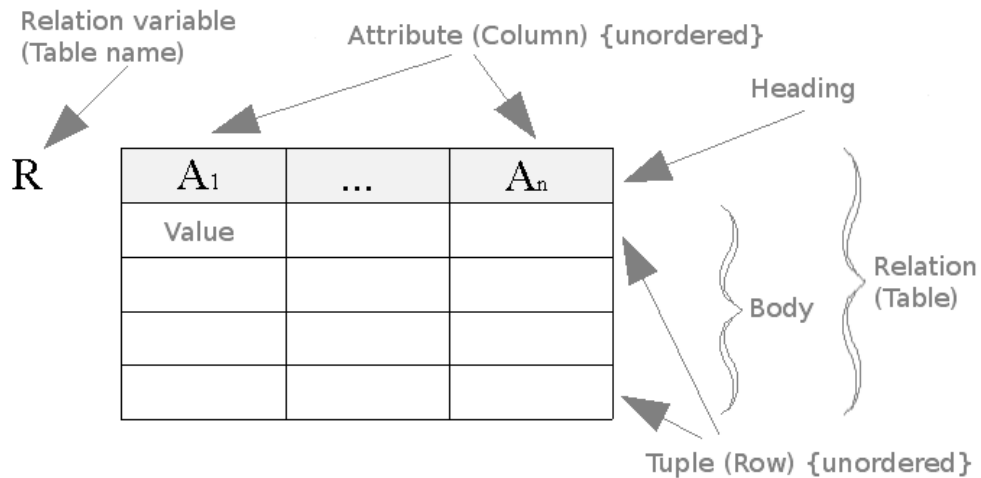 Relation variable
(Table name)
Attribute (Column) {unordered}
Heading
R
A1
...
An
Value
Body
Relation
(Table)
Tuple (Row) {unordered}